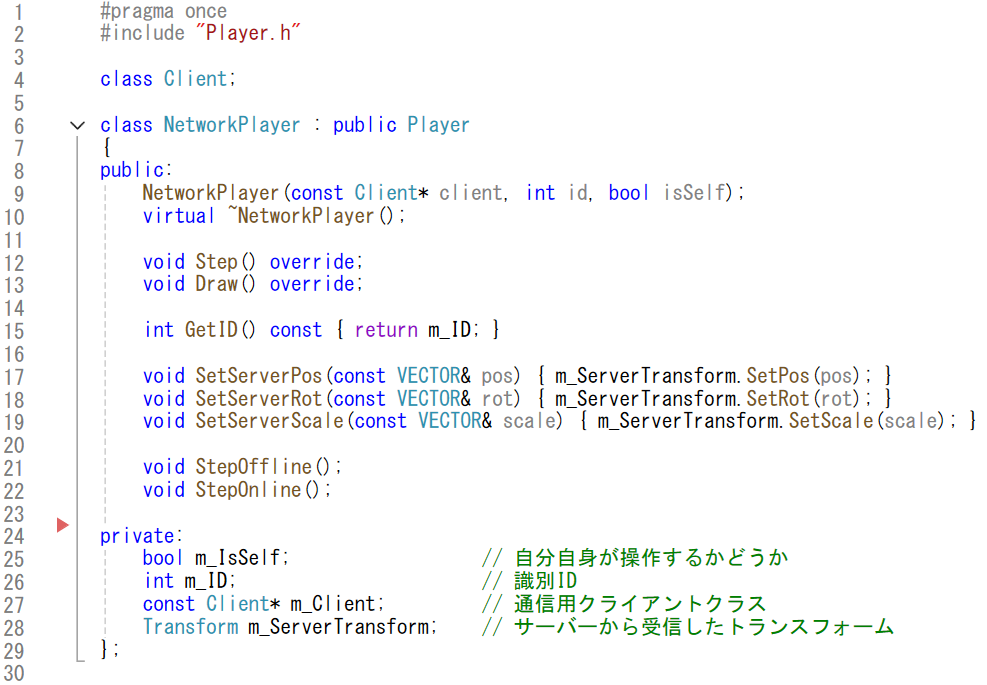 1 #pragma once
2 #include "Player.h"
3
4 class Client;
5
6 class NetworkPlayer : public Player
7 {
8 public:
9     NetworkPlayer(const Client* client, int id, bool isSelf);
10     virtual ~NetworkPlayer();
11
12     void Step() override;
13     void Draw() override;
14
15     int GetID() const { return m_ID; }
16
17     void SetServerPos(const VECTOR& pos) { m_ServerTransform.SetPos(pos); }
18     void SetServerRot(const VECTOR& rot) { m_ServerTransform.SetRot(rot); }
19     void SetServerScale(const VECTOR& scale) { m_ServerTransform.SetScale(scale); }
20
21     void StepOffline();
22     void StepOnline();
23
24 private:
25     bool m_IsSelf;                  // 自分自身が操作するかどうか
26     int m_ID;                       // 識別ID
27     const Client* m_Client;         // 通信用クライアントクラス
28     Transform m_ServerTransform;    // サーバーから受信したトランスフォーム
29 };
30